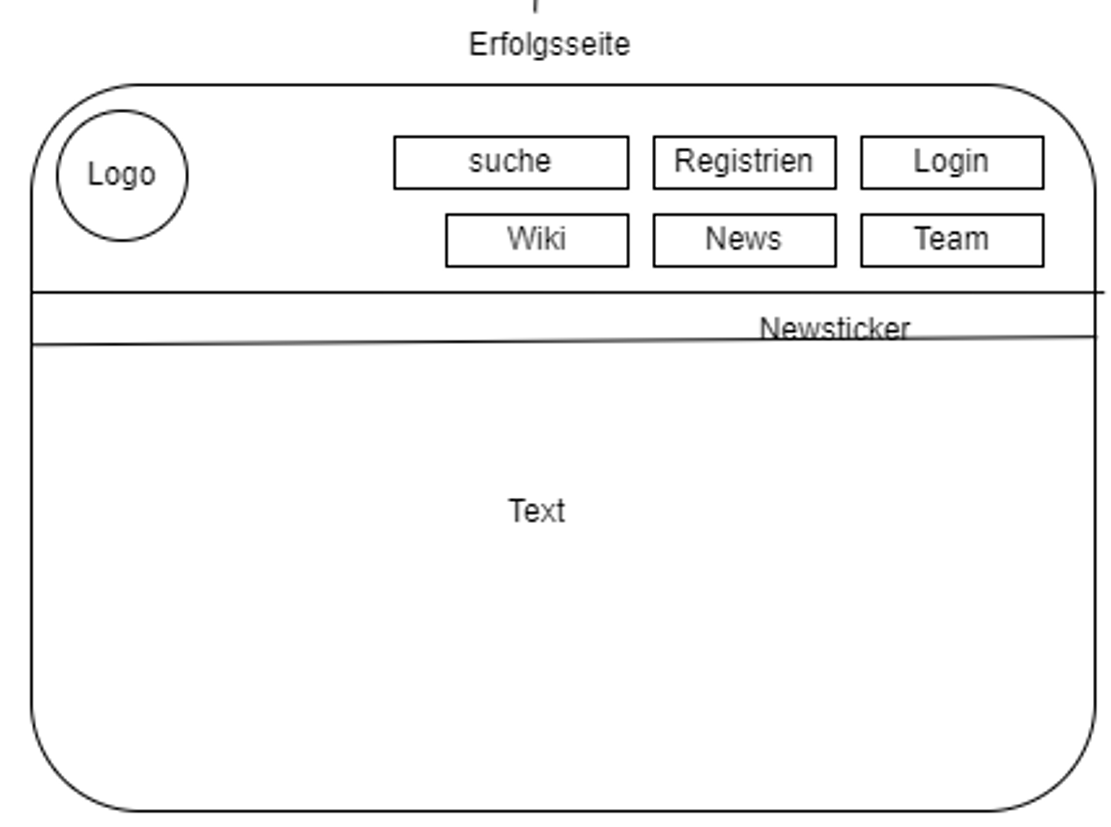 Erfolgsseite
Logo
suche
Registrien
Login
Wiki
News
Team
Newsticker
Text